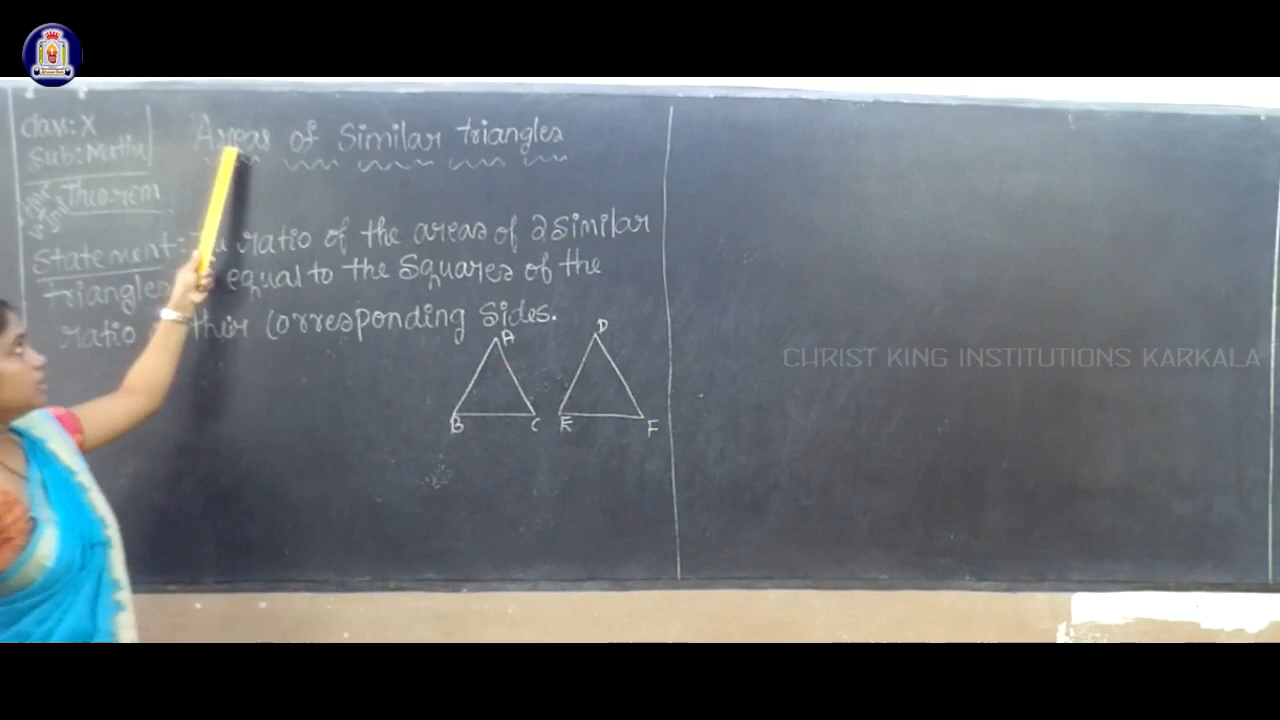 Class: X
Sub: Maths
Areas of Similar triangles
Theorem
Statement: ratio of the areas of 2 similar
triangles equal to the squares of the
ratio their Corresponding sides.
A
D
B
C
E
F
CHRIST KING INSTITUTIONS KARKALA